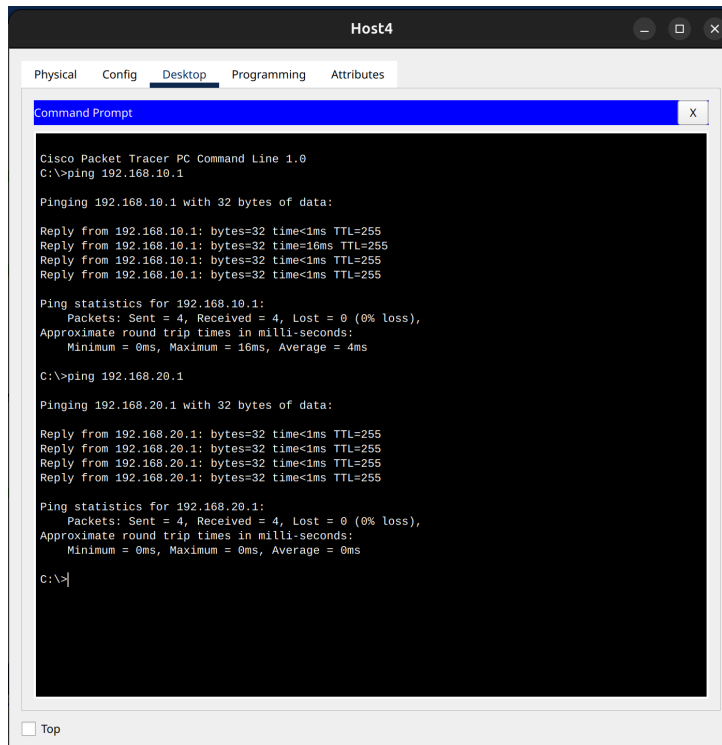 Host4
Physical Config Desktop Programming Attributes
Command Prompt X
Cisco Packet Tracer PC Command Line 1.0
C:\>ping 192.168.10.1
Pinging 192.168.10.1 with 32 bytes of data:
Reply from 192.168.10.1: bytes=32 time<1ms TTL=255
Reply from 192.168.10.1: bytes=32 time=16ms TTL=255
Reply from 192.168.10.1: bytes=32 time<1ms TTL=255
Reply from 192.168.10.1: bytes=32 time<1ms TTL=255
Ping statistics for 192.168.10.1:
Packets: Sent = 4, Received = 4, Lost = 0 (0% loss),
Approximate round trip times in milli-seconds:
Minimum = 0ms, Maximum = 16ms, Average = 4ms
C:\>ping 192.168.20.1
Pinging 192.168.20.1 with 32 bytes of data:
Reply from 192.168.20.1: bytes=32 time<1ms TTL=255
Reply from 192.168.20.1: bytes=32 time<1ms TTL=255
Reply from 192.168.20.1: bytes=32 time<1ms TTL=255
Reply from 192.168.20.1: bytes=32 time<1ms TTL=255
Ping statistics for 192.168.20.1:
Packets: Sent = 4, Received = 4, Lost = 0 (0% loss),
Approximate round trip times in milli-seconds:
Minimum = 0ms, Maximum = 0ms, Average = 0ms
C:\>
Top